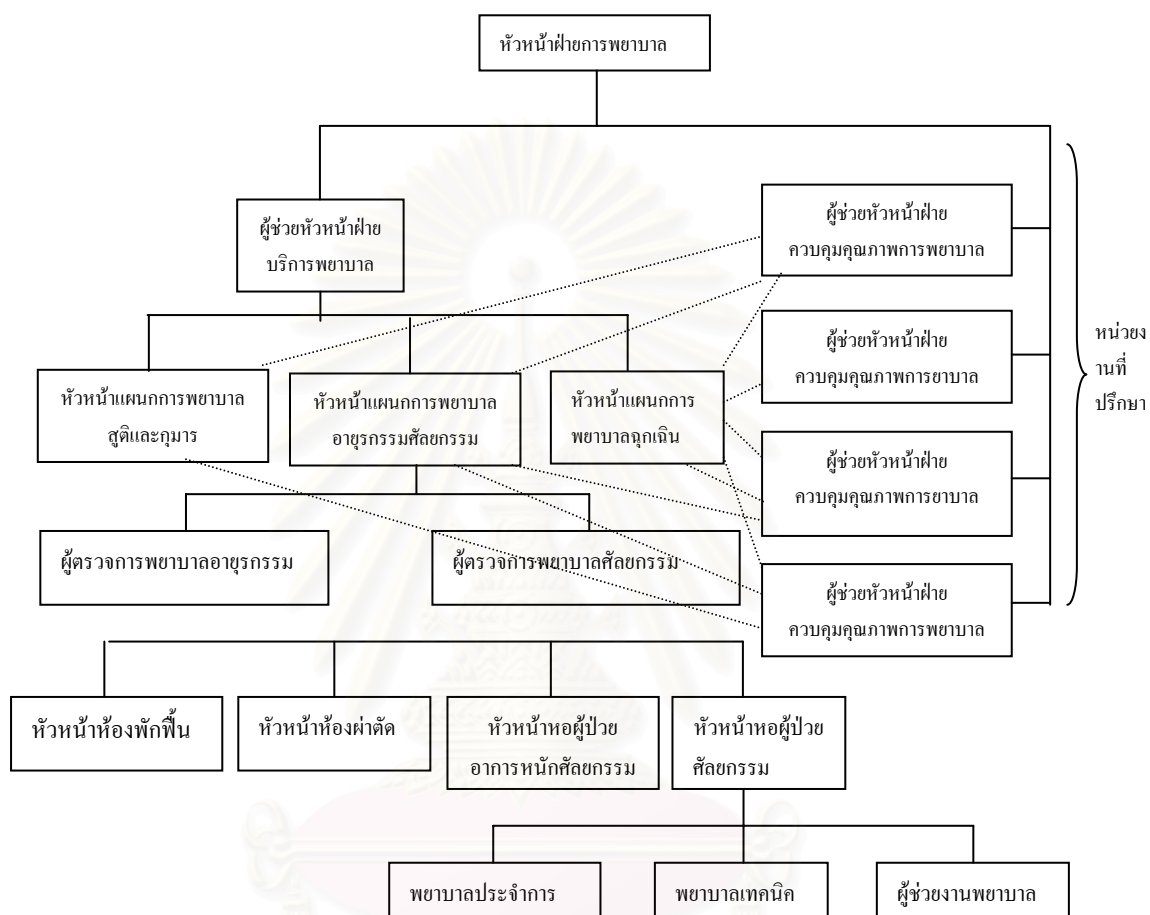 หัวหน้าฝ่ายการพยาบาล
ผู้ช่วยหัวหน้าฝ่าย
บริการพยาบาล
ผู้ช่วยหัวหน้าฝ่าย
ควบคุมคุณภาพการพยาบาล
ผู้ช่วยหัวหน้าฝ่าย
ควบคุมคุณภาพการยาบาล
ผู้ช่วยหัวหน้าฝ่าย
ควบคุมคุณภาพการยาบาล
ผู้ช่วยหัวหน้าฝ่าย
ควบคุมคุณภาพการพยาบาล
หน่วยง
านที่
ปรึกษา
หัวหน้าแผนกการพยาบาล
สูติและกุมาร
หัวหน้าแผนกการพยาบาล
อายุรกรรมศัลยกรรม
หัวหน้าแผนกการ
พยาบาลฉุกเฉิน
ผู้ตรวจการพยาบาลอายุรกรรม
ผู้ตรวจการพยาบาลศัลยกรรม
หัวหน้าห้องพักฟื้น
หัวหน้าห้องผ่าตัด
หัวหน้าหอผู้ป่วย
อาการหนักศัลยกรรม
หัวหน้าหอผู้ป่วย
ศัลยกรรม
พยาบาลประจำการ
พยาบาลเทคนิค
ผู้ช่วยงานพยาบาล